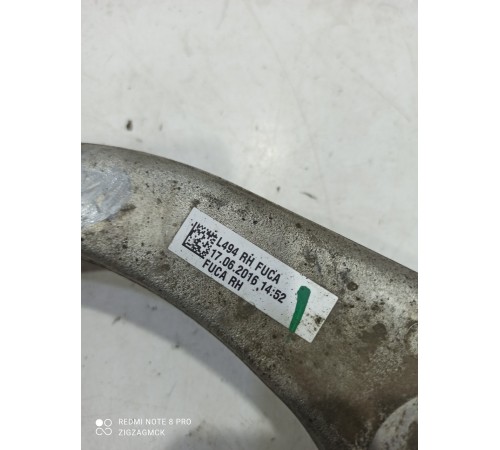 L494 RH FUCA
17.06.2016 14:52
FUCA RH
REDMI NOTE 8 PRO
ZIGZAGMCK